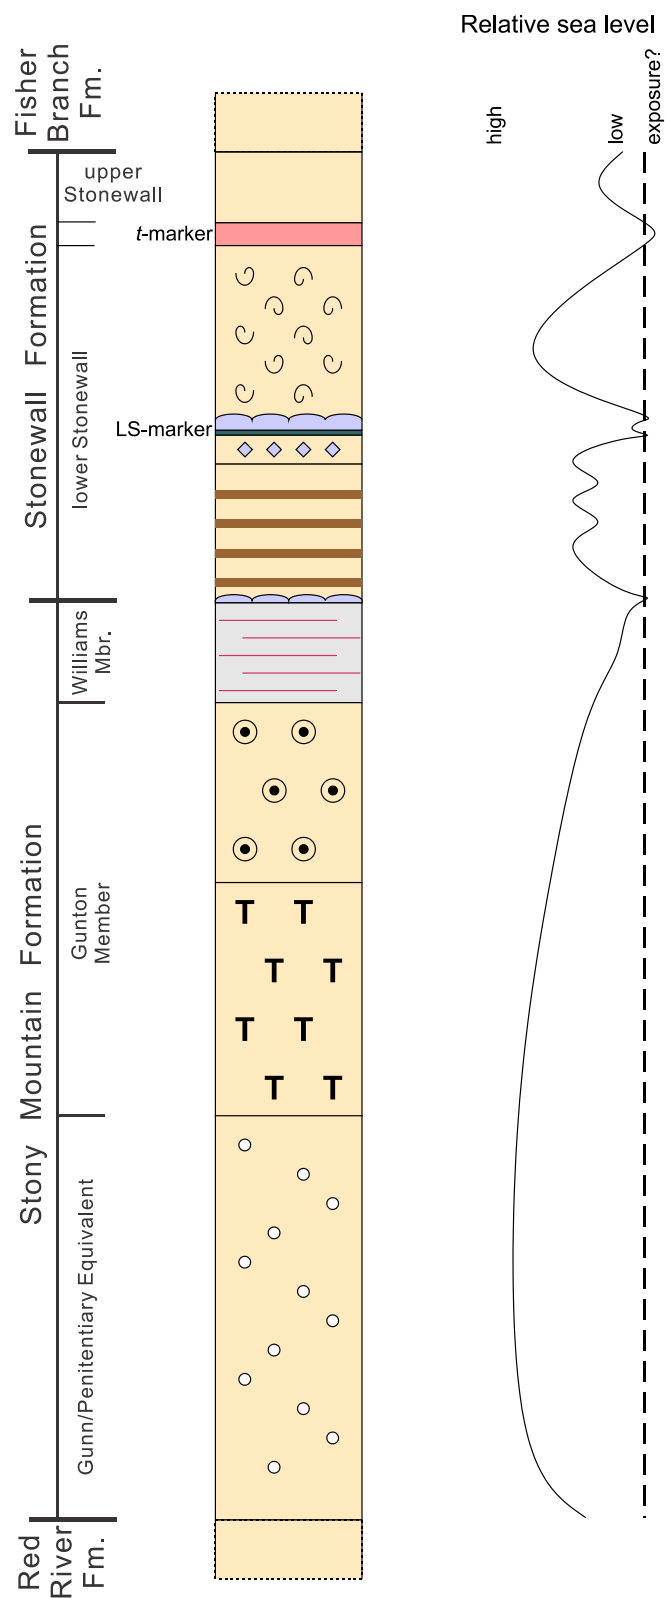 Relative sea level
high
low
exposure?
Fisher
Branch
Fm.
upper
Stonewall
t-marker
Stonewall Formation
lower Stonewall
LS-marker
Williams
Mbr.
Stony Mountain Formation
Gunton
Member
T T
T T
T T
T T
Gunn/Penitentiary Equivalent
Red
River
Fm.